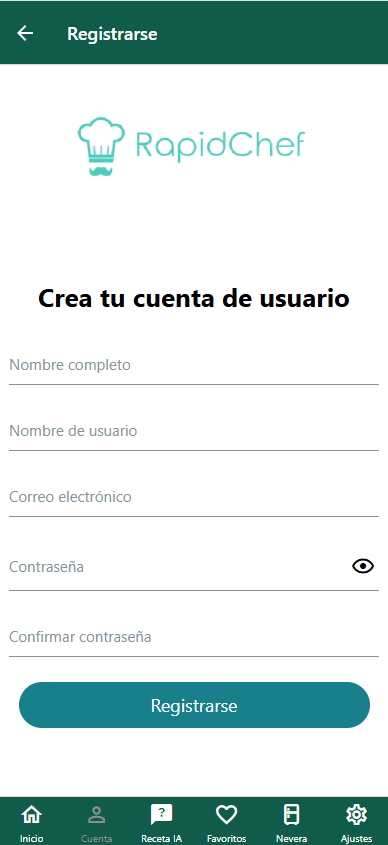 Registrarse
RapidChef
Crea tu cuenta de usuario
Nombre completo
Nombre de usuario
Correo electrónico
Contraseña
Confirmar contraseña
Registrarse
Inicio Cuenta Receta IA Favoritos Nevera Ajustes